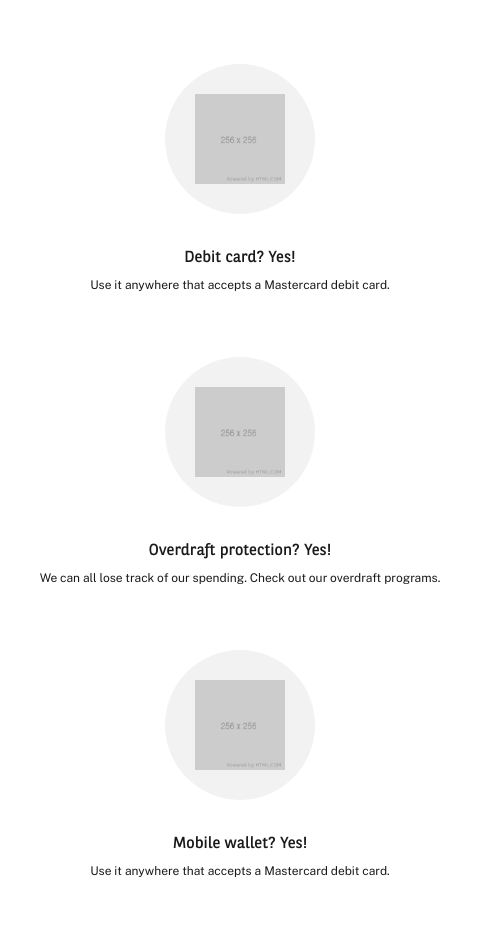 256 x 256
Powered by HTML.COM
Debit card? Yes!
Use it anywhere that accepts a Mastercard debit card.
256 x 256
Powered by HTML.COM
Overdraft protection? Yes!
We can all lose track of our spending. Check out our overdraft programs.
256 x 256
Powered by HTML.COM
Mobile wallet? Yes!
Use it anywhere that accepts a Mastercard debit card.